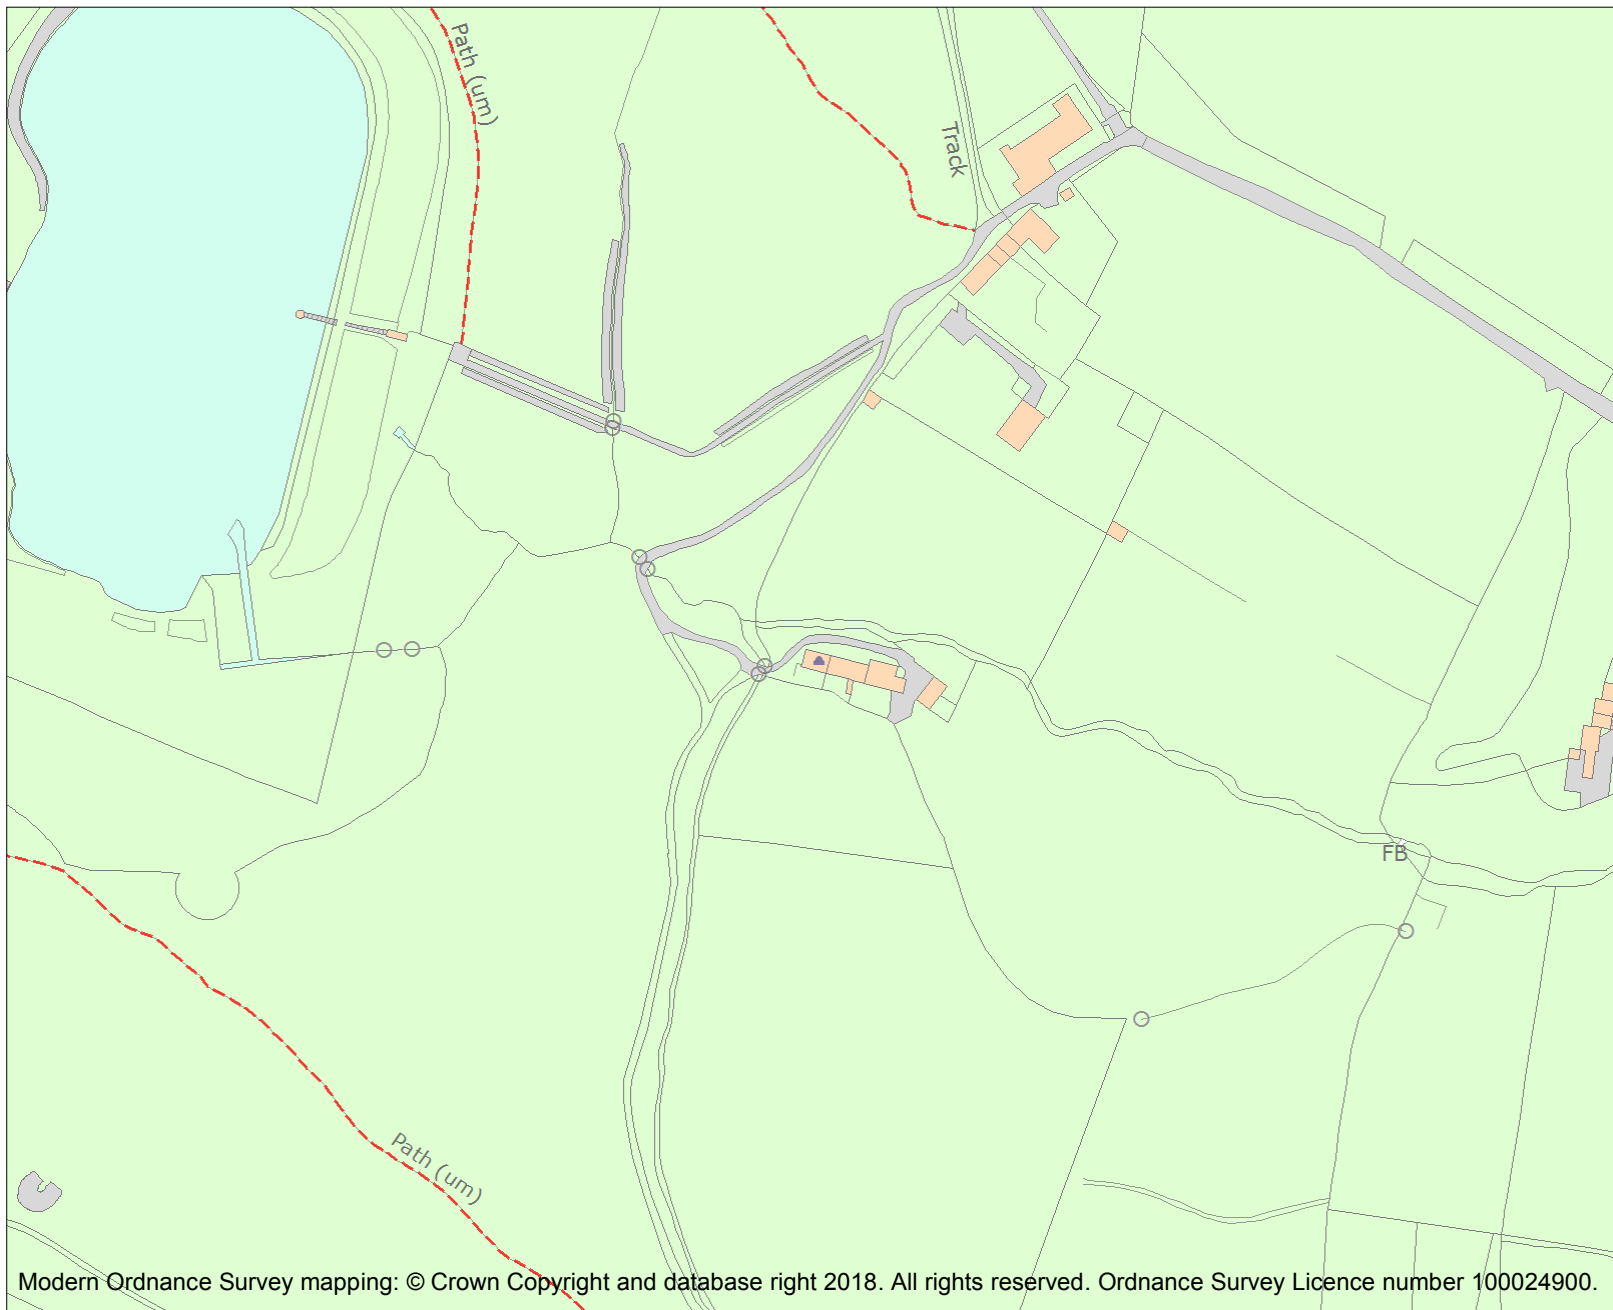 Path (um)
Track
FB
Path (um)
Modern Ordnance Survey mapping: © Crown Copyright and database right 2018. All rights reserved. Ordnance Survey Licence number 100024900.